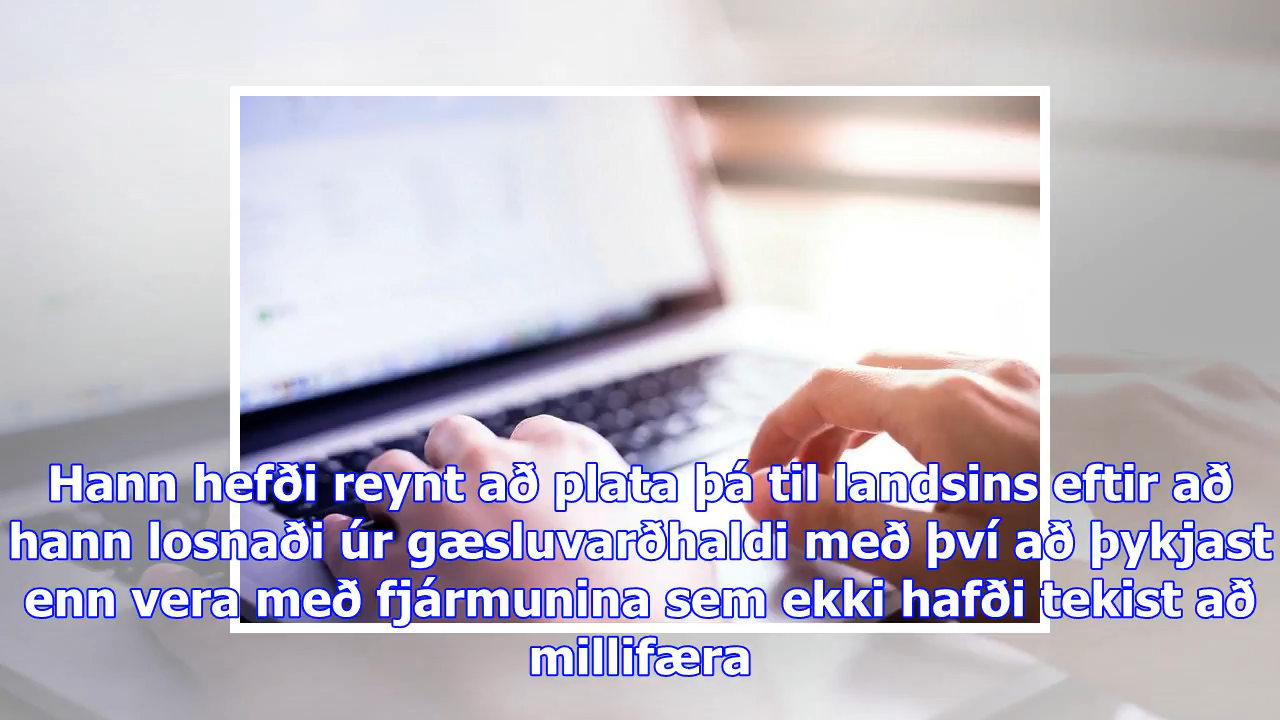 Hann hefði reynt að plata þá til landsins eftir að
hann losnaði úr gæsluvarðhaldi með því að þykjast
enn vera með fjármunina sem ekki hafði tekist að
millifæra